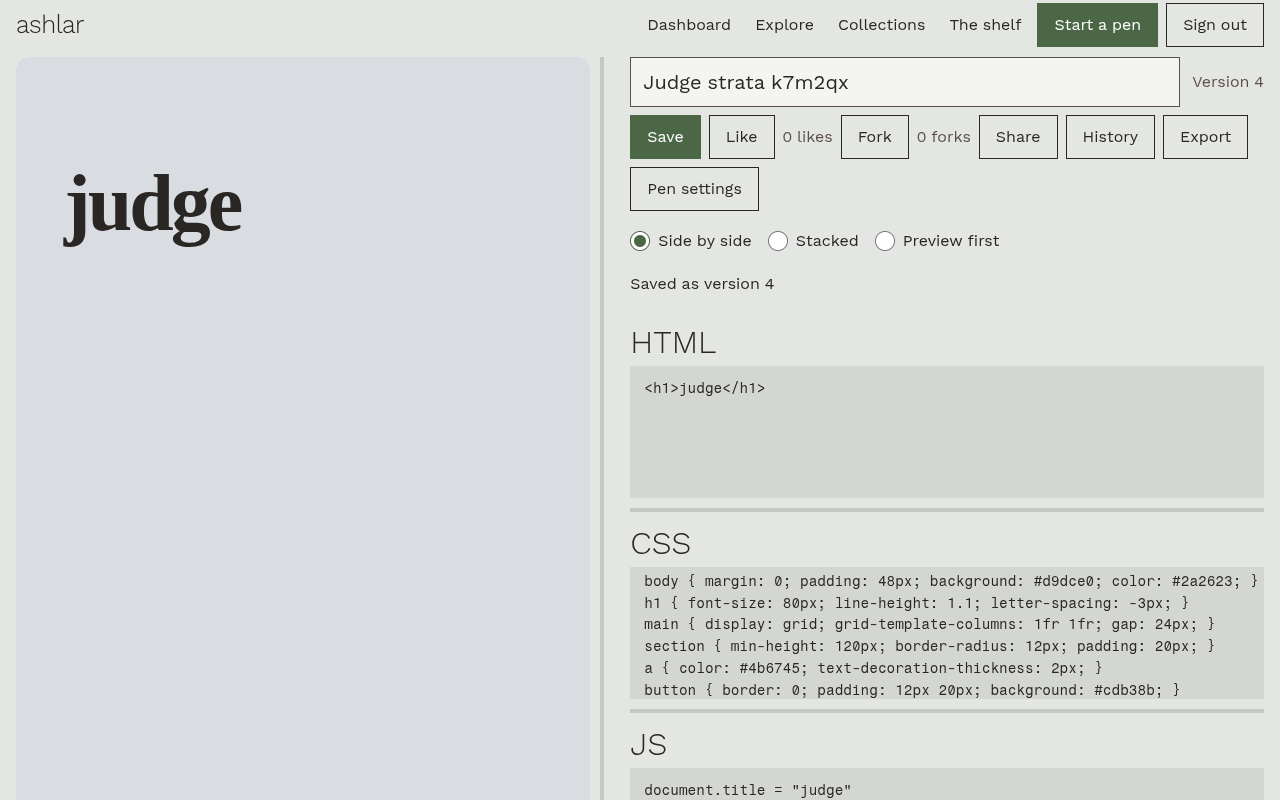 ashlar
Dashboard Explore Collections The shelf Start a pen Sign out
judge
Judge strata k7m2qx Version 4
Save Like 0 likes Fork 0 forks Share History Export
Pen settings
Side by side Stacked Preview first
Saved as version 4
HTML
<h1>judge</h1>
CSS
body { margin: 0; padding: 48px; background: #d9dce0; color: #2a2623; }
h1 { font-size: 80px; line-height: 1.1; letter-spacing: -3px; }
main { display: grid; grid-template-columns: 1fr 1fr; gap: 24px; }
section { min-height: 120px; border-radius: 12px; padding: 20px; }
a { color: #4b6745; text-decoration-thickness: 2px; }
button { border: 0; padding: 12px 20px; background: #cdb38b; }
JS
document.title = "judge"